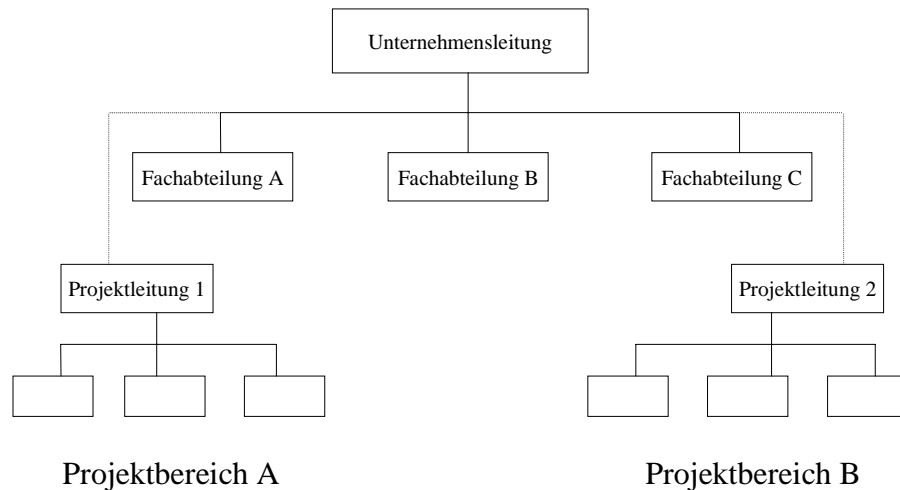 Unternehmensleitung
Fachabteilung A
Fachabteilung B
Fachabteilung C
Projektleitung 1
Projektleitung 2
Projektbereich A
Projektbereich B